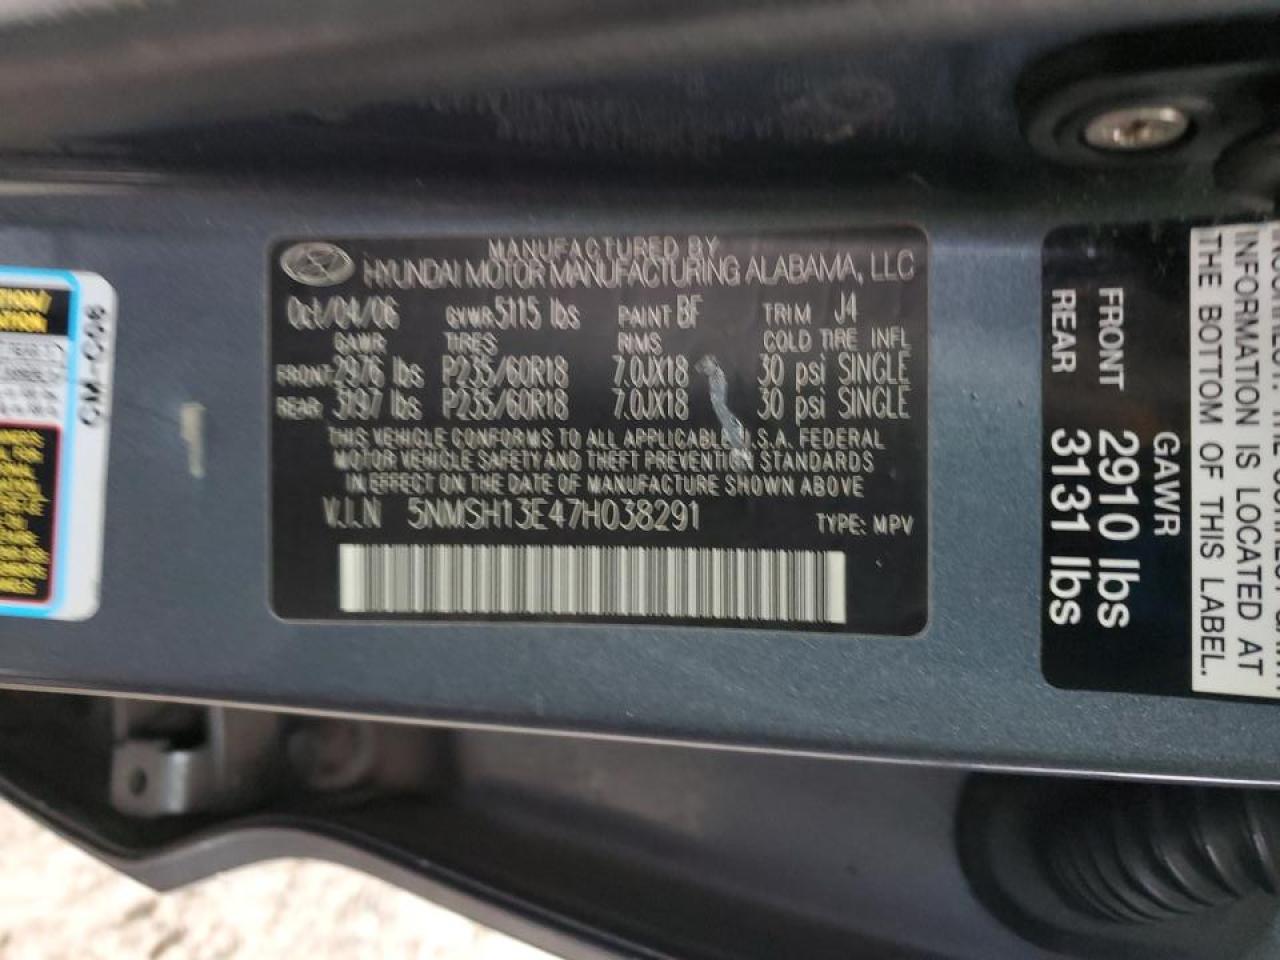 MANUFACTURED BY
HYUNDAI MOTOR MANUFACTURING ALABAMA, LLC
Oct/04/06 GVWR 5115 lbs PAINT BF TRIM J4
GAWR TIRES RIMS COLD TIRE INFL
FRONT 2976 lbs P235/60R18 7.0JX18 30 psi SINGLE
REAR 3197 lbs P235/60R18 7.0JX18 30 psi SINGLE
THIS VEHICLE CONFORMS TO ALL APPLICABLE U.S.A. FEDERAL
MOTOR VEHICLE SAFETY AND THEFT PREVENTION STANDARDS
IN EFFECT ON THE DATE OF MANUFACTURE SHOWN ABOVE
V.I.N 5NMSH13E47H038291 TYPE: MPV
GAWR
FRONT 2910 lbs
REAR 3131 lbs
INFORMATION IS LOCATED AT
THE BOTTOM OF THIS LABEL.